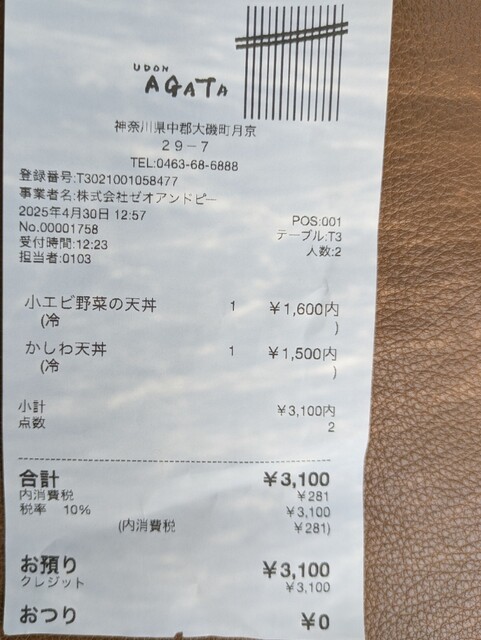 UDON
AGATA
神奈川県中郡大磯町月京
29-7
TEL:0463-68-6888
登録番号:T3021001058477
事業者名:株式会社ゼオアンドピー
2025年4月30日 12:57 POS:001
No.00001758 テーブル:T3
受付時間:12:23 人数:2
担当者:0103
小エビ野菜の天丼 1 ¥1,600内
(冷 )
かしわ天丼 1 ¥1,500内
(冷 )
小計 ¥3,100内
点数 2
合計 ¥3,100
内消費税 ¥281
税率 10% ¥3,100
(内消費税 ¥281)
お預り ¥3,100
クレジット ¥3,100
おつり ¥0